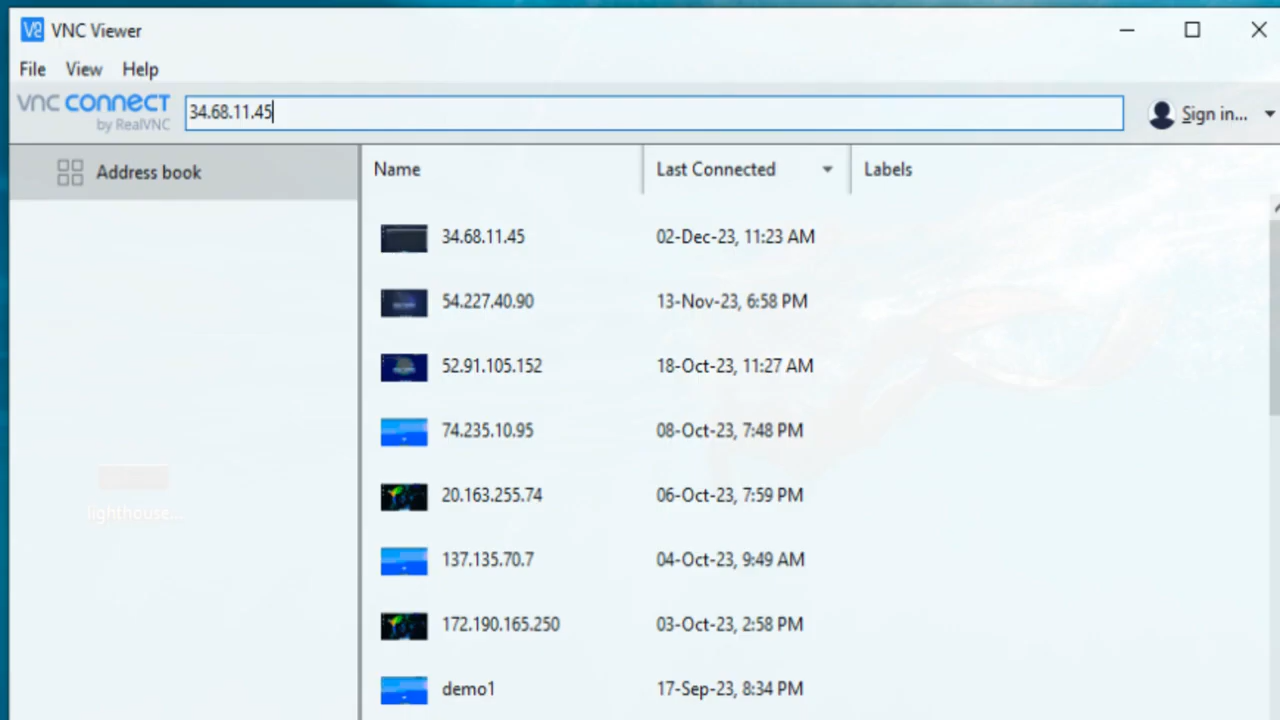 VNC Viewer
File View Help
vnc connect
by RealVNC
34.68.11.45
Sign in...
Address book
Name Last Connected Labels
34.68.11.45 02-Dec-23, 11:23 AM
54.227.40.90 13-Nov-23, 6:58 PM
52.91.105.152 18-Oct-23, 11:27 AM
74.235.10.95 08-Oct-23, 7:48 PM
20.163.255.74 06-Oct-23, 7:59 PM
lighthouse...
137.135.70.7 04-Oct-23, 9:49 AM
172.190.165.250 03-Oct-23, 2:58 PM
demo1 17-Sep-23, 8:34 PM